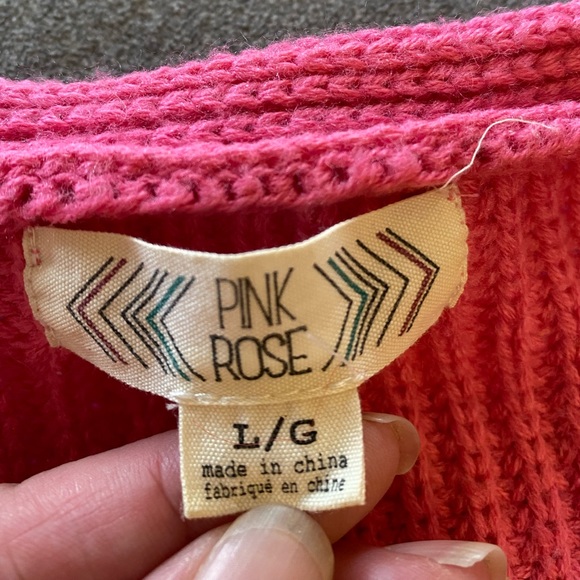 PINK
ROSE
L/G
made in china
fabriqué en chine